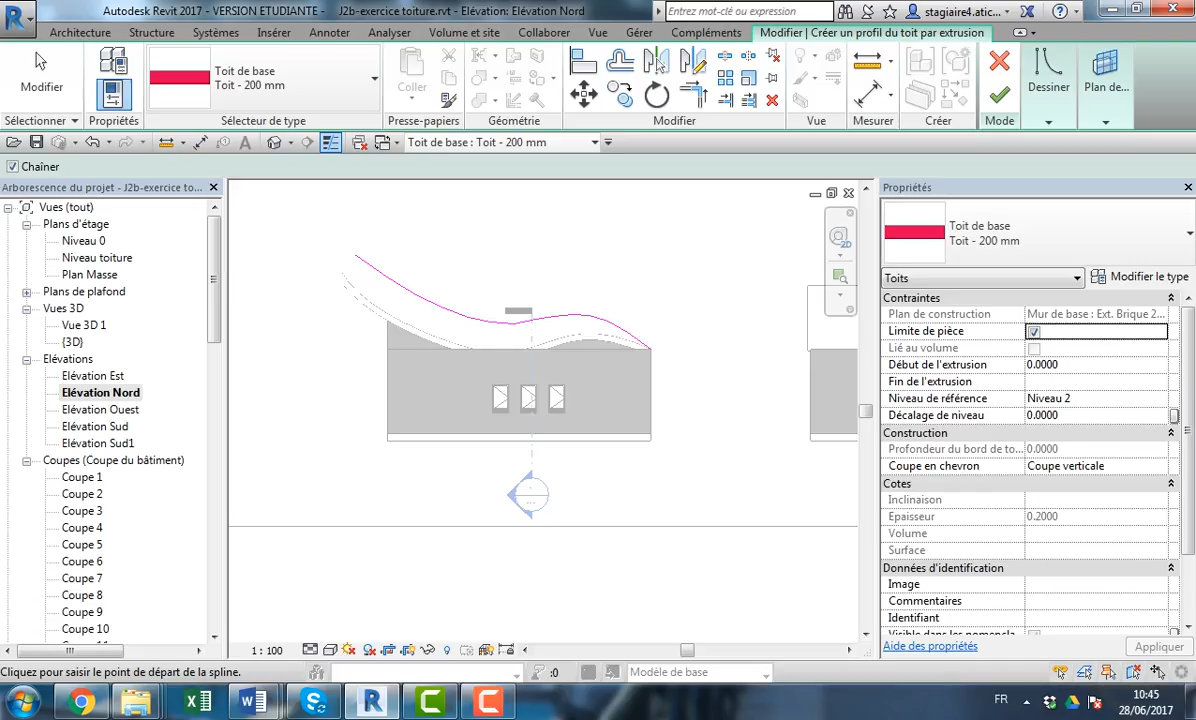 Autodesk Revit 2017 - VERSION ETUDIANTE - J2b-exercice toiture.rvt - Elévation: Elévation Nord
Entrez mot-clé ou expression
stagiaire4.atic...
Architecture Structure Systèmes Insérer Annoter Analyser Volume et site Collaborer Vue Gérer Compléments Modifier | Créer un profil du toit par extrusion
Modifier
Toit de base
Toit - 200 mm
Coller
Dessiner
Plan de...
Sélectionner Propriétés Sélecteur de type Presse-papiers Géométrie Modifier Vue Mesurer Créer Mode
Toit de base : Toit - 200 mm
Chaîner
Arborescence du projet - J2b-exercice to...
Vues (tout)
Plans d'étage
Niveau 0
Niveau toiture
Plan Masse
Plans de plafond
Vues 3D
Vue 3D 1
{3D}
Elévations
Elévation Est
Elévation Nord
Elévation Ouest
Elévation Sud
Elévation Sud1
Coupes (Coupe du bâtiment)
Coupe 1
Coupe 2
Coupe 3
Coupe 4
Coupe 5
Coupe 6
Coupe 7
Coupe 8
Coupe 9
Coupe 10
2D
1 : 100
Propriétés
Toit de base
Toit - 200 mm
Toits
Modifier le type
Contraintes
Plan de construction Mur de base : Ext. Brique 2...
Limite de pièce
Lié au volume
Début de l'extrusion 0.0000
Fin de l'extrusion
Niveau de référence Niveau 2
Décalage de niveau 0.0000
Construction
Profondeur du bord de to... 0.0000
Coupe en chevron Coupe verticale
Cotes
Inclinaison
Epaisseur 0.2000
Volume
Surface
Données d'identification
Image
Commentaires
Identifiant
Visible dans les nomencla...
Aide des propriétés
Appliquer
Cliquez pour saisir le point de départ de la spline.
:0
Modèle de base
FR
10:45
28/06/2017